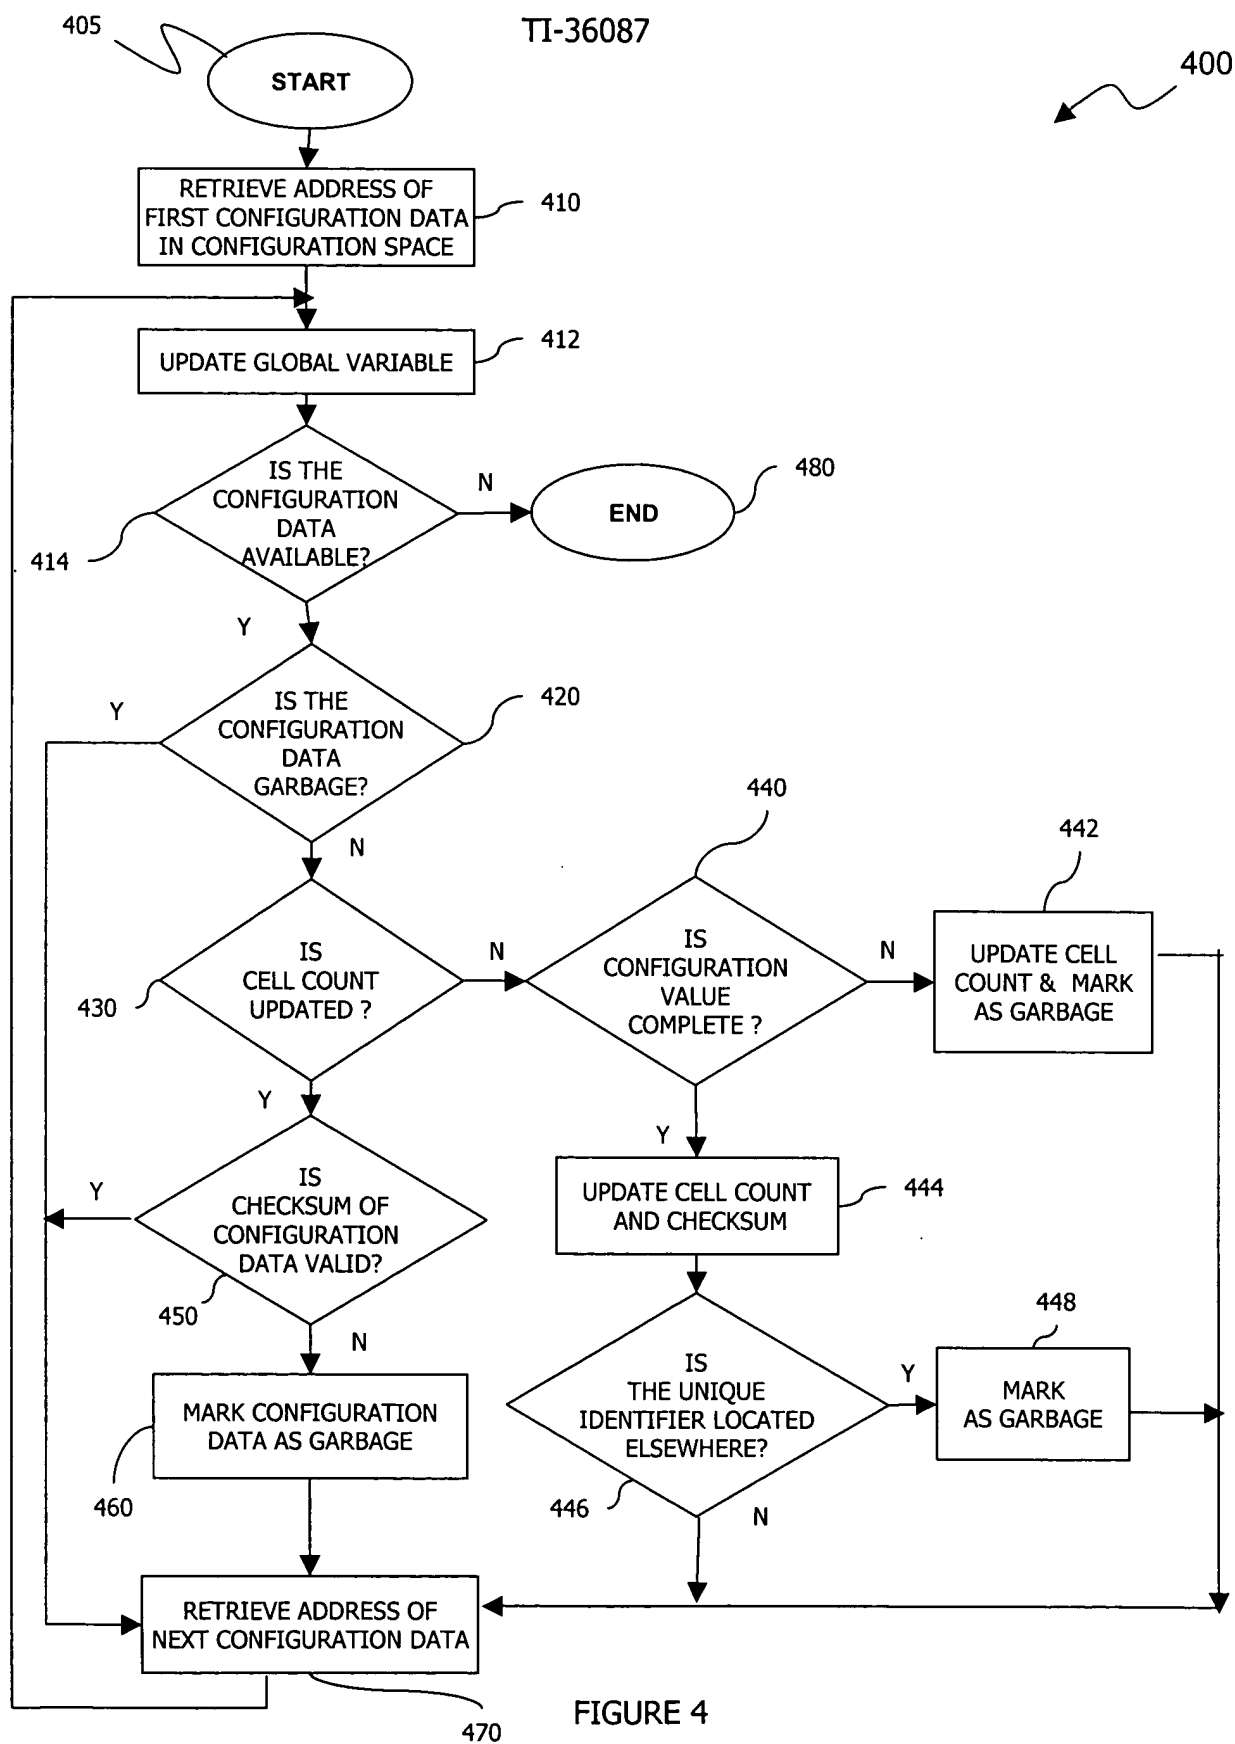 TI-36087
405
START
400
RETRIEVE ADDRESS OF
FIRST CONFIGURATION DATA
IN CONFIGURATION SPACE
410
UPDATE GLOBAL VARIABLE
412
IS THE
CONFIGURATION
DATA
AVAILABLE?
414
N
END
480
Y
IS THE
CONFIGURATION
DATA
GARBAGE?
420
Y
N
IS
CELL COUNT
UPDATED ?
430
N
440
IS
CONFIGURATION
VALUE
COMPLETE ?
N
442
UPDATE CELL
COUNT & MARK
AS GARBAGE
Y
Y
IS
CHECKSUM OF
CONFIGURATION
DATA VALID?
450
Y
UPDATE CELL COUNT
AND CHECKSUM
444
N
IS
THE UNIQUE
IDENTIFIER LOCATED
ELSEWHERE?
446
Y
448
MARK
AS GARBAGE
MARK CONFIGURATION
DATA AS GARBAGE
460
N
RETRIEVE ADDRESS OF
NEXT CONFIGURATION DATA
470
FIGURE 4